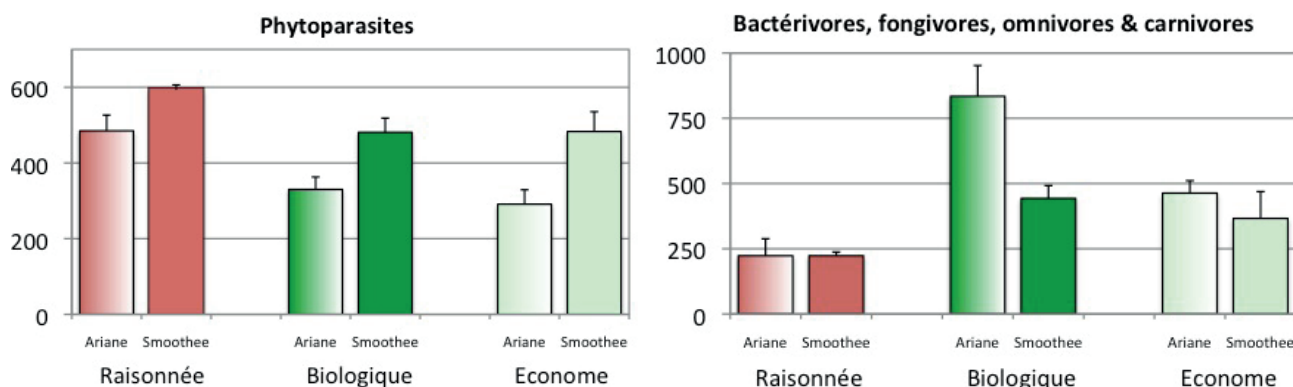 Phytoparasites
600
400
200
0
Ariane Smoothee Ariane Smoothee Ariane Smoothee
Raisonnée Biologique Econome
Bactérivores, fongivores, omnivores & carnivores
1000
750
500
250
0
Ariane Smoothee Ariane Smoothee Ariane Smoothee
Raisonnée Biologique Econome